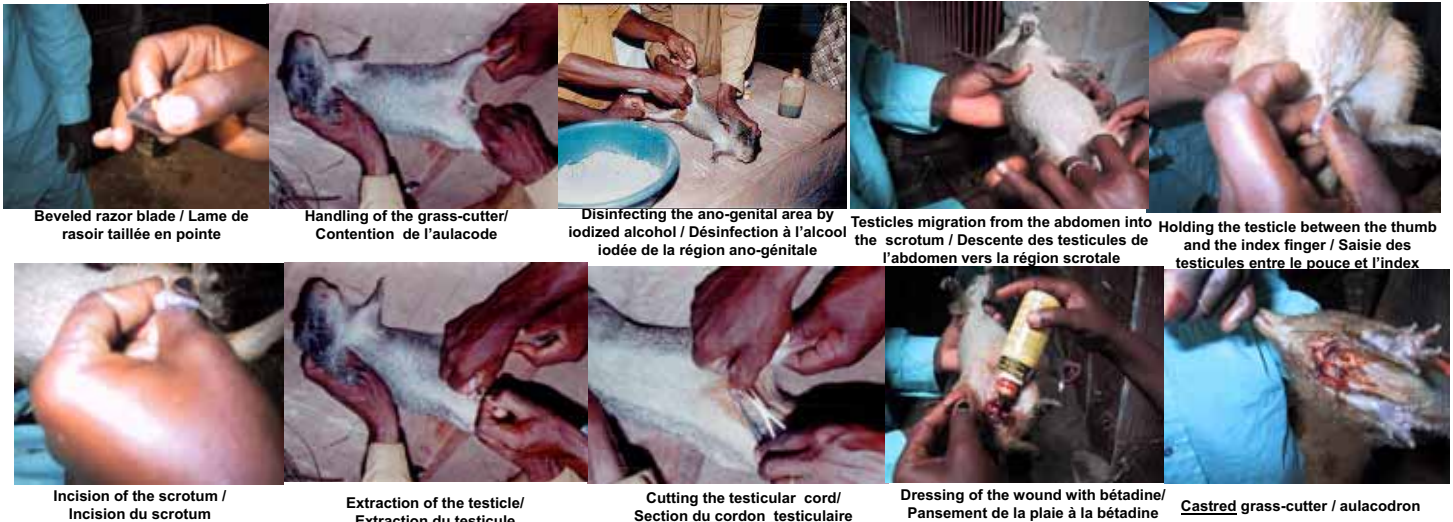 Beveled razor blade / Lame de
rasoir taillée en pointe
Handling of the grass-cutter/
Contention de l'aulacode
Disinfecting the ano-genital area by
iodized alcohol / Désinfection à l'alcool
iodée de la région ano-génitale
Testicles migration from the abdomen into
the scrotum / Descente des testicules de
l'abdomen vers la région scrotale
Holding the testicle between the thumb
and the index finger / Saisie des
testicules entre le pouce et l'index
Incision of the scrotum /
Incision du scrotum
Extraction of the testicle/
Extraction du testicule
Cutting the testicular cord/
Section du cordon testiculaire
Dressing of the wound with bétadine/
Pansement de la plaie à la bétadine
Castred grass-cutter / aulacodron